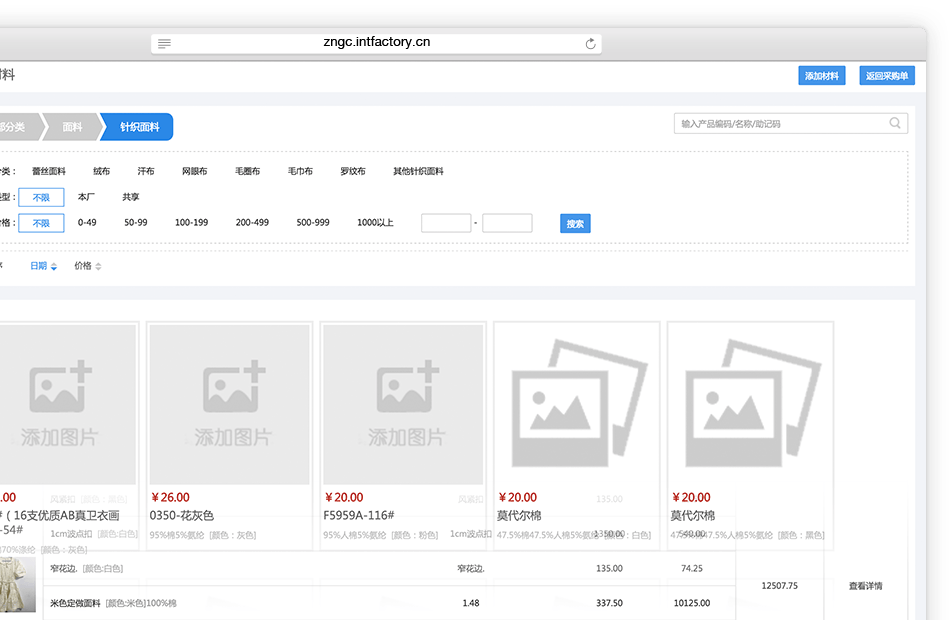 zngc.intfactory.cn
料
添加材料 返回采购单
部分类 面料 针织面料
输入产品编码/名称/助记码
类： 蕾丝面料 绒布 汗布 网眼布 毛圈布 毛巾布 罗纹布 其他针织面料
型： 不限 本厂 共享
格： 不限 0-49 50-99 100-199 200-499 500-999 1000以上 - 搜索
日期 价格
添加图片 添加图片 添加图片
.00 ¥26.00 ¥20.00 ¥20.00 ¥20.00
风紧扣 [颜色：黑色] 风紧扣 135.00
# ( 16支优质AB真卫衣画 0350-花灰色 F5959A-116# 莫代尔棉 莫代尔棉
-54#
1cm波点扣 [颜色:白色] 95%棉5%氨纶 [颜色：灰色] 95%人棉5%氨纶 [颜色：粉色] 1cm波点扣 47.5%棉47.5%人棉5%氨纶 [颜色：白色] 1350.00 47.5%棉47.5%人棉5%氨纶 [颜色：黑色] 540.00
70%涤纶 [颜色：灰色]
窄花边. [颜色:白色] 窄花边. 135.00 74.25
12507.75 查看详情
米色定做面料 [颜色:米色]100%棉 1.48 337.50 10125.00